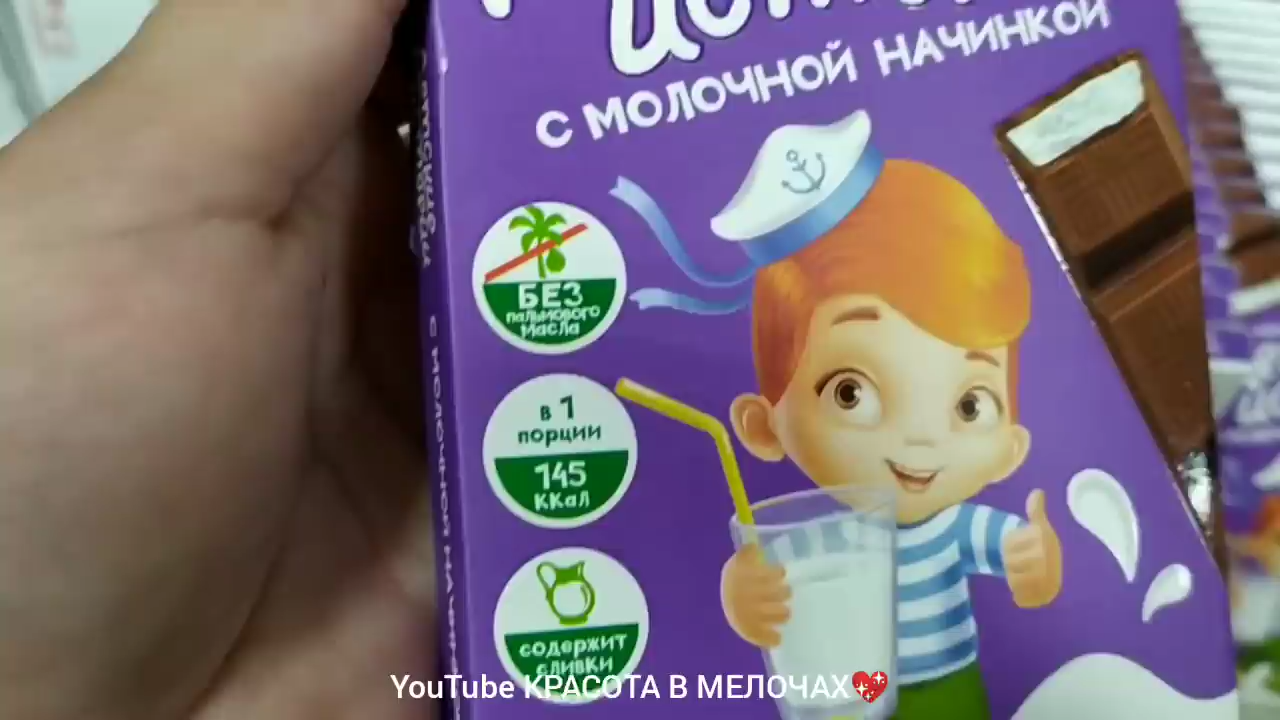 С МОЛОЧНОЙ НАЧИНКОЙ
БЕЗ
пальмового
масла
в 1
порции
145
ККал
содержит
сливки
YouTube КРАСОТА В МЕЛОЧАХ💖